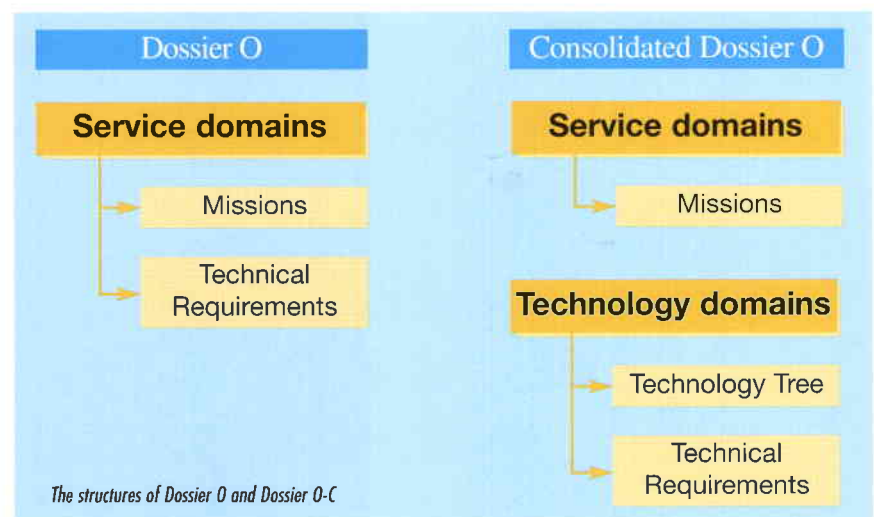 Dossier O
Service domains
Missions
Technical
Requirements
The structures of Dossier O and Dossier O-C
Consolidated Dossier O
Service domains
Missions
Technology domains
Technology Tree
Technical
Requirements